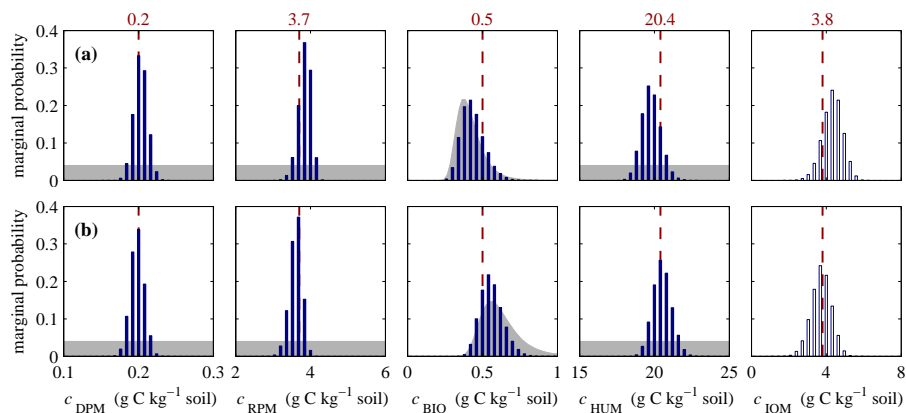 0.2 3.7 0.5 20.4 3.8
0.4
0.3
0.2
0.1
0
marginal probability
(a)
0.4
0.3
0.2
0.1
0
marginal probability
(b)
0.1 0.2 0.3 2 4 6 0 0.5 1 15 20 25 0 4 8
c DPM (g C kg⁻¹ soil) c RPM (g C kg⁻¹ soil) c BIO (g C kg⁻¹ soil) c HUM (g C kg⁻¹ soil) c IOM (g C kg⁻¹ soil)